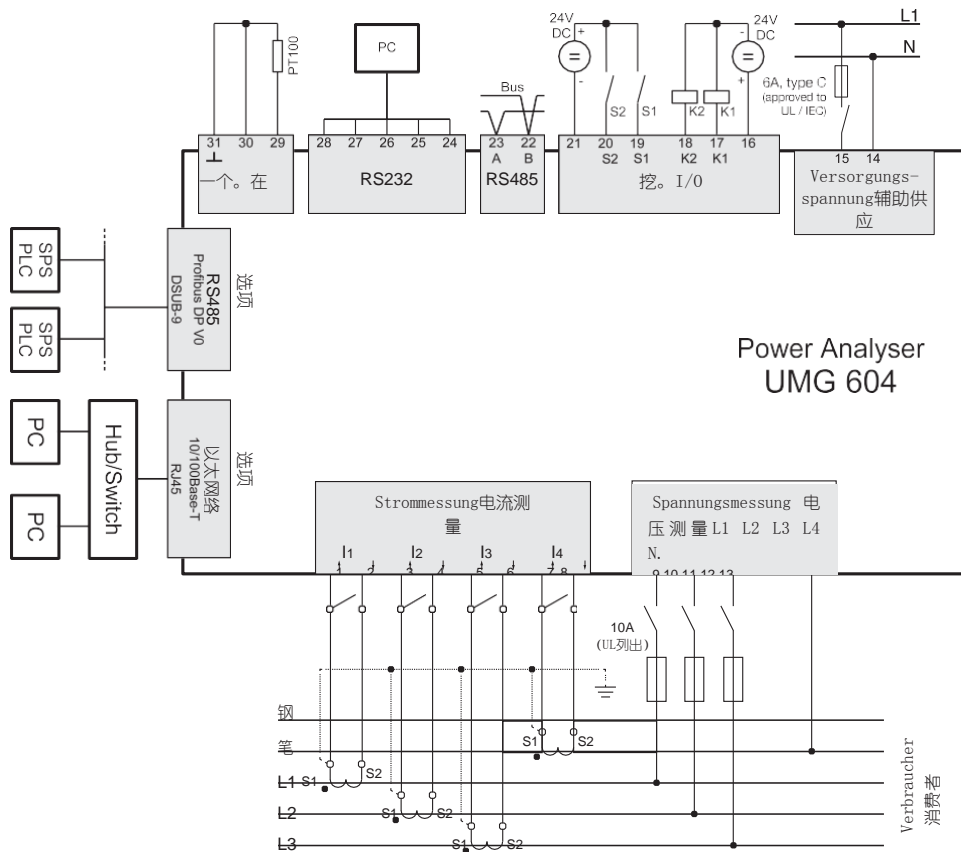 24V
DC
+
-
24V
DC
-
+
L1
N
PT100
PC
Bus
S2
S1
K2
K1
6A, type C
(approved to
UL / IEC)
31 30 29
28 27 26 25 24
23 22
21 20 19 18 17 16
15 14
A B
S2 S1 K2 K1
一个。在
RS232
RS485
挖。I/0
Versorgungs-
spannung辅助供
应
SPS
PLC
SPS
PLC
RS485
Profibus DP V0
DSUB-9
选项
Power Analyser
UMG 604
PC
PC
Hub/Switch
以太网络
10/100Base-T
RJ45
选项
Strommessung电流测
量
I1 I2 I3 I4
1 2 3 4 5 6 7 8
Spannungsmessung 电
压测量L1 L2 L3 L4
N.
9 10 11 12 13
10A
(UL列出)
钢
笔
S1 S2
L1 S1 S2
L2 S1 S2
L3 S1 S2
Verbraucher
消费者